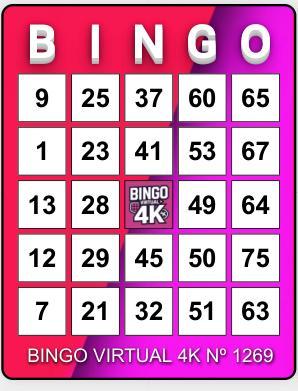 BINGO
9 25 37 60 65
1 23 41 53 67
13 28 BINGO VIRTUAL 4K 49 64
12 29 45 50 75
7 21 32 51 63
BINGO VIRTUAL 4K Nº 1269